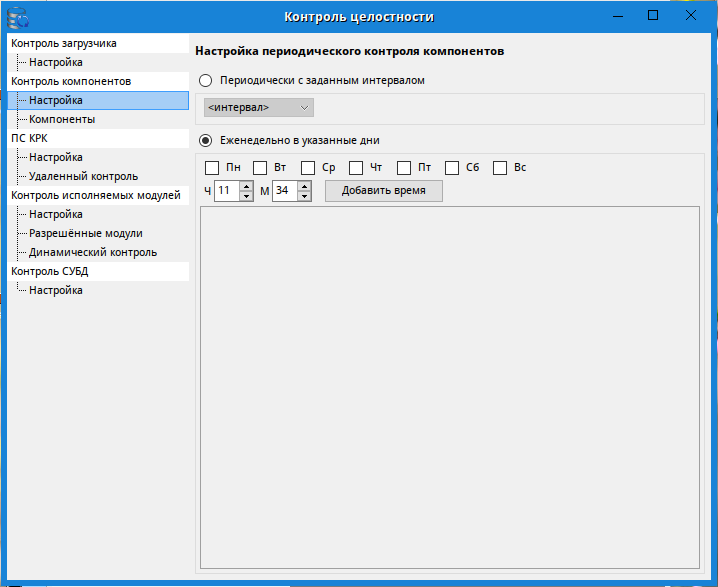 Контроль целостности
Контроль загрузчика
Настройка
Контроль компонентов
Настройка
Компоненты
ПС КРК
Настройка
Удаленный контроль
Контроль исполняемых модулей
Настройка
Разрешённые модули
Динамический контроль
Контроль СУБД
Настройка
Настройка периодического контроля компонентов
Периодически с заданным интервалом
<интервал>
Еженедельно в указанные дни
Пн Вт Ср Чт Пт Сб Вс
Ч 11 М 34 Добавить время